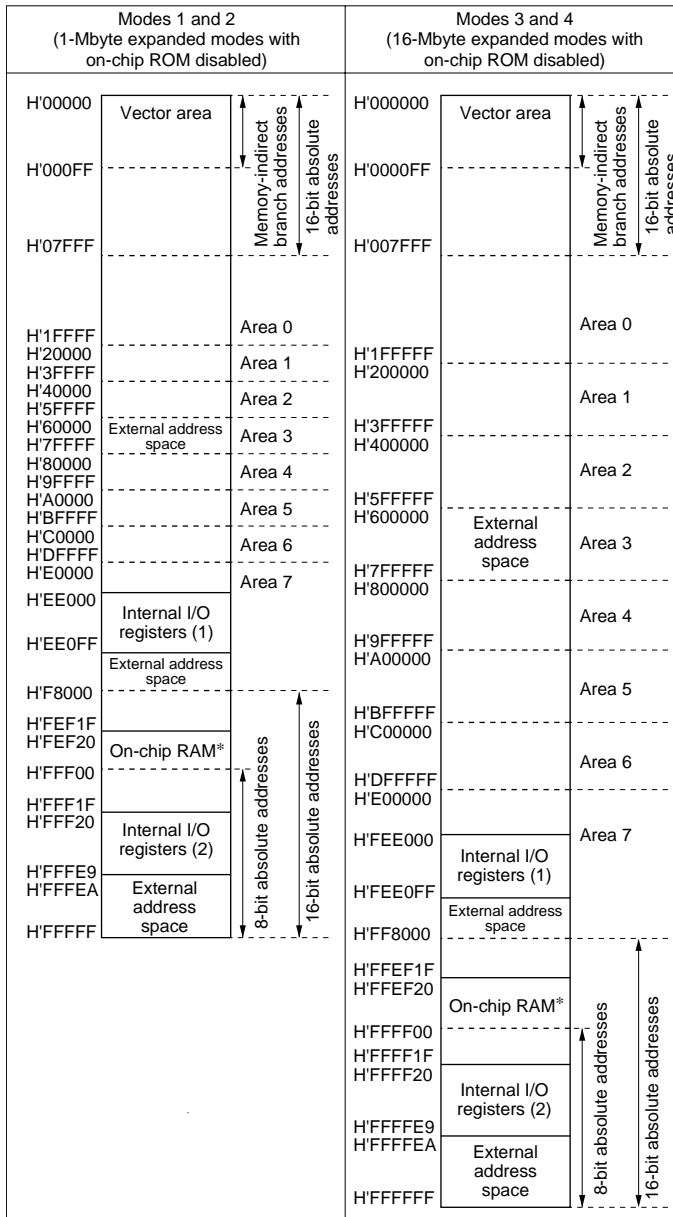 Modes 1 and 2
(1-Mbyte expanded modes with
on-chip ROM disabled)
H'00000
Vector area
H'000FF
H'07FFF
Memory-indirect
branch addresses
16-bit absolute
addresses
H'1FFFF
Area 0
H'20000
H'3FFFF
Area 1
H'40000
H'5FFFF
Area 2
H'60000
H'7FFFF
External address
space
Area 3
H'80000
H'9FFFF
Area 4
H'A0000
H'BFFFF
Area 5
H'C0000
H'DFFFF
Area 6
H'E0000
Area 7
H'EE000
Internal I/O
registers (1)
H'EE0FF
External address
space
H'F8000
H'FEF1F
H'FEF20
On-chip RAM*
H'FFF00
H'FFF1F
H'FFF20
Internal I/O
registers (2)
H'FFFE9
H'FFFEA
External
address
space
H'FFFFF
8-bit absolute addresses
16-bit absolute addresses
Modes 3 and 4
(16-Mbyte expanded modes with
on-chip ROM disabled)
H'000000
Vector area
H'0000FF
H'007FFF
Memory-indirect
branch addresses
16-bit absolute
addresses
Area 0
H'1FFFFF
H'200000
Area 1
H'3FFFFF
H'400000
Area 2
H'5FFFFF
H'600000
External
address
space
Area 3
H'7FFFFF
H'800000
Area 4
H'9FFFFF
H'A00000
Area 5
H'BFFFFF
H'C00000
Area 6
H'DFFFFF
H'E00000
Area 7
H'FEE000
Internal I/O
registers (1)
H'FEE0FF
External address
space
H'FF8000
H'FFEF1F
H'FFEF20
On-chip RAM*
H'FFFF00
H'FFFF1F
H'FFFF20
Internal I/O
registers (2)
H'FFFFE9
H'FFFFEA
External
address
space
H'FFFFFF
8-bit absolute addresses
16-bit absolute addresses